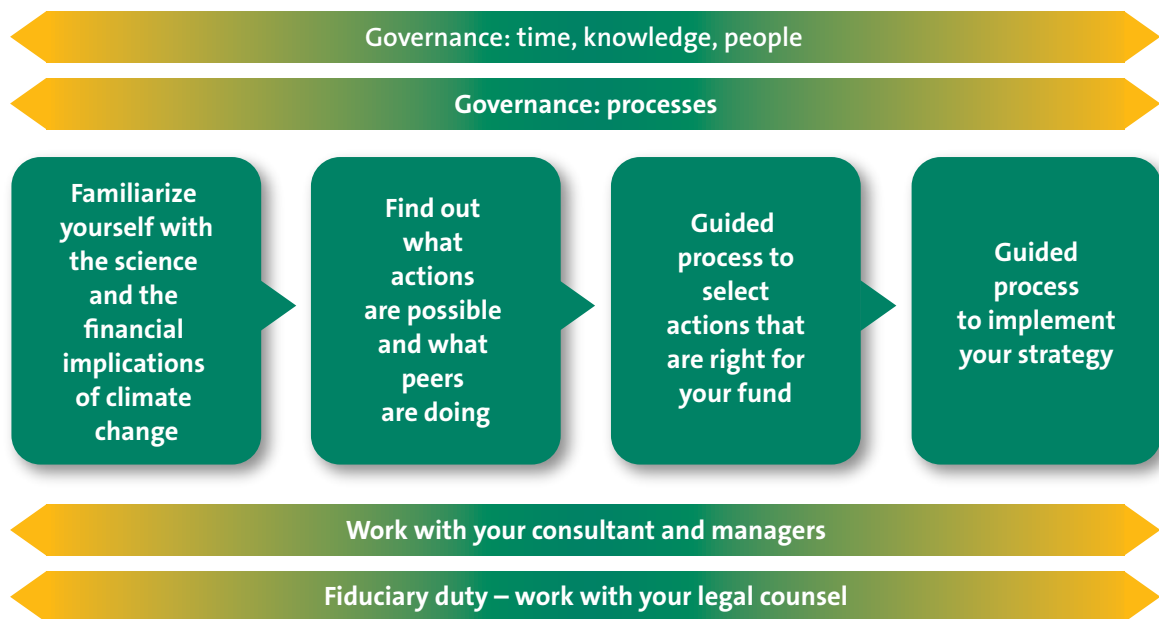 Governance: time, knowledge, people
Governance: processes
Familiarize
yourself with
the science
and the
financial
implications
of climate
change
Find out
what
actions
are possible
and what
peers
are doing
Guided
process to
select
actions that
are right for
your fund
Guided
process
to implement
your strategy
Work with your consultant and managers
Fiduciary duty – work with your legal counsel